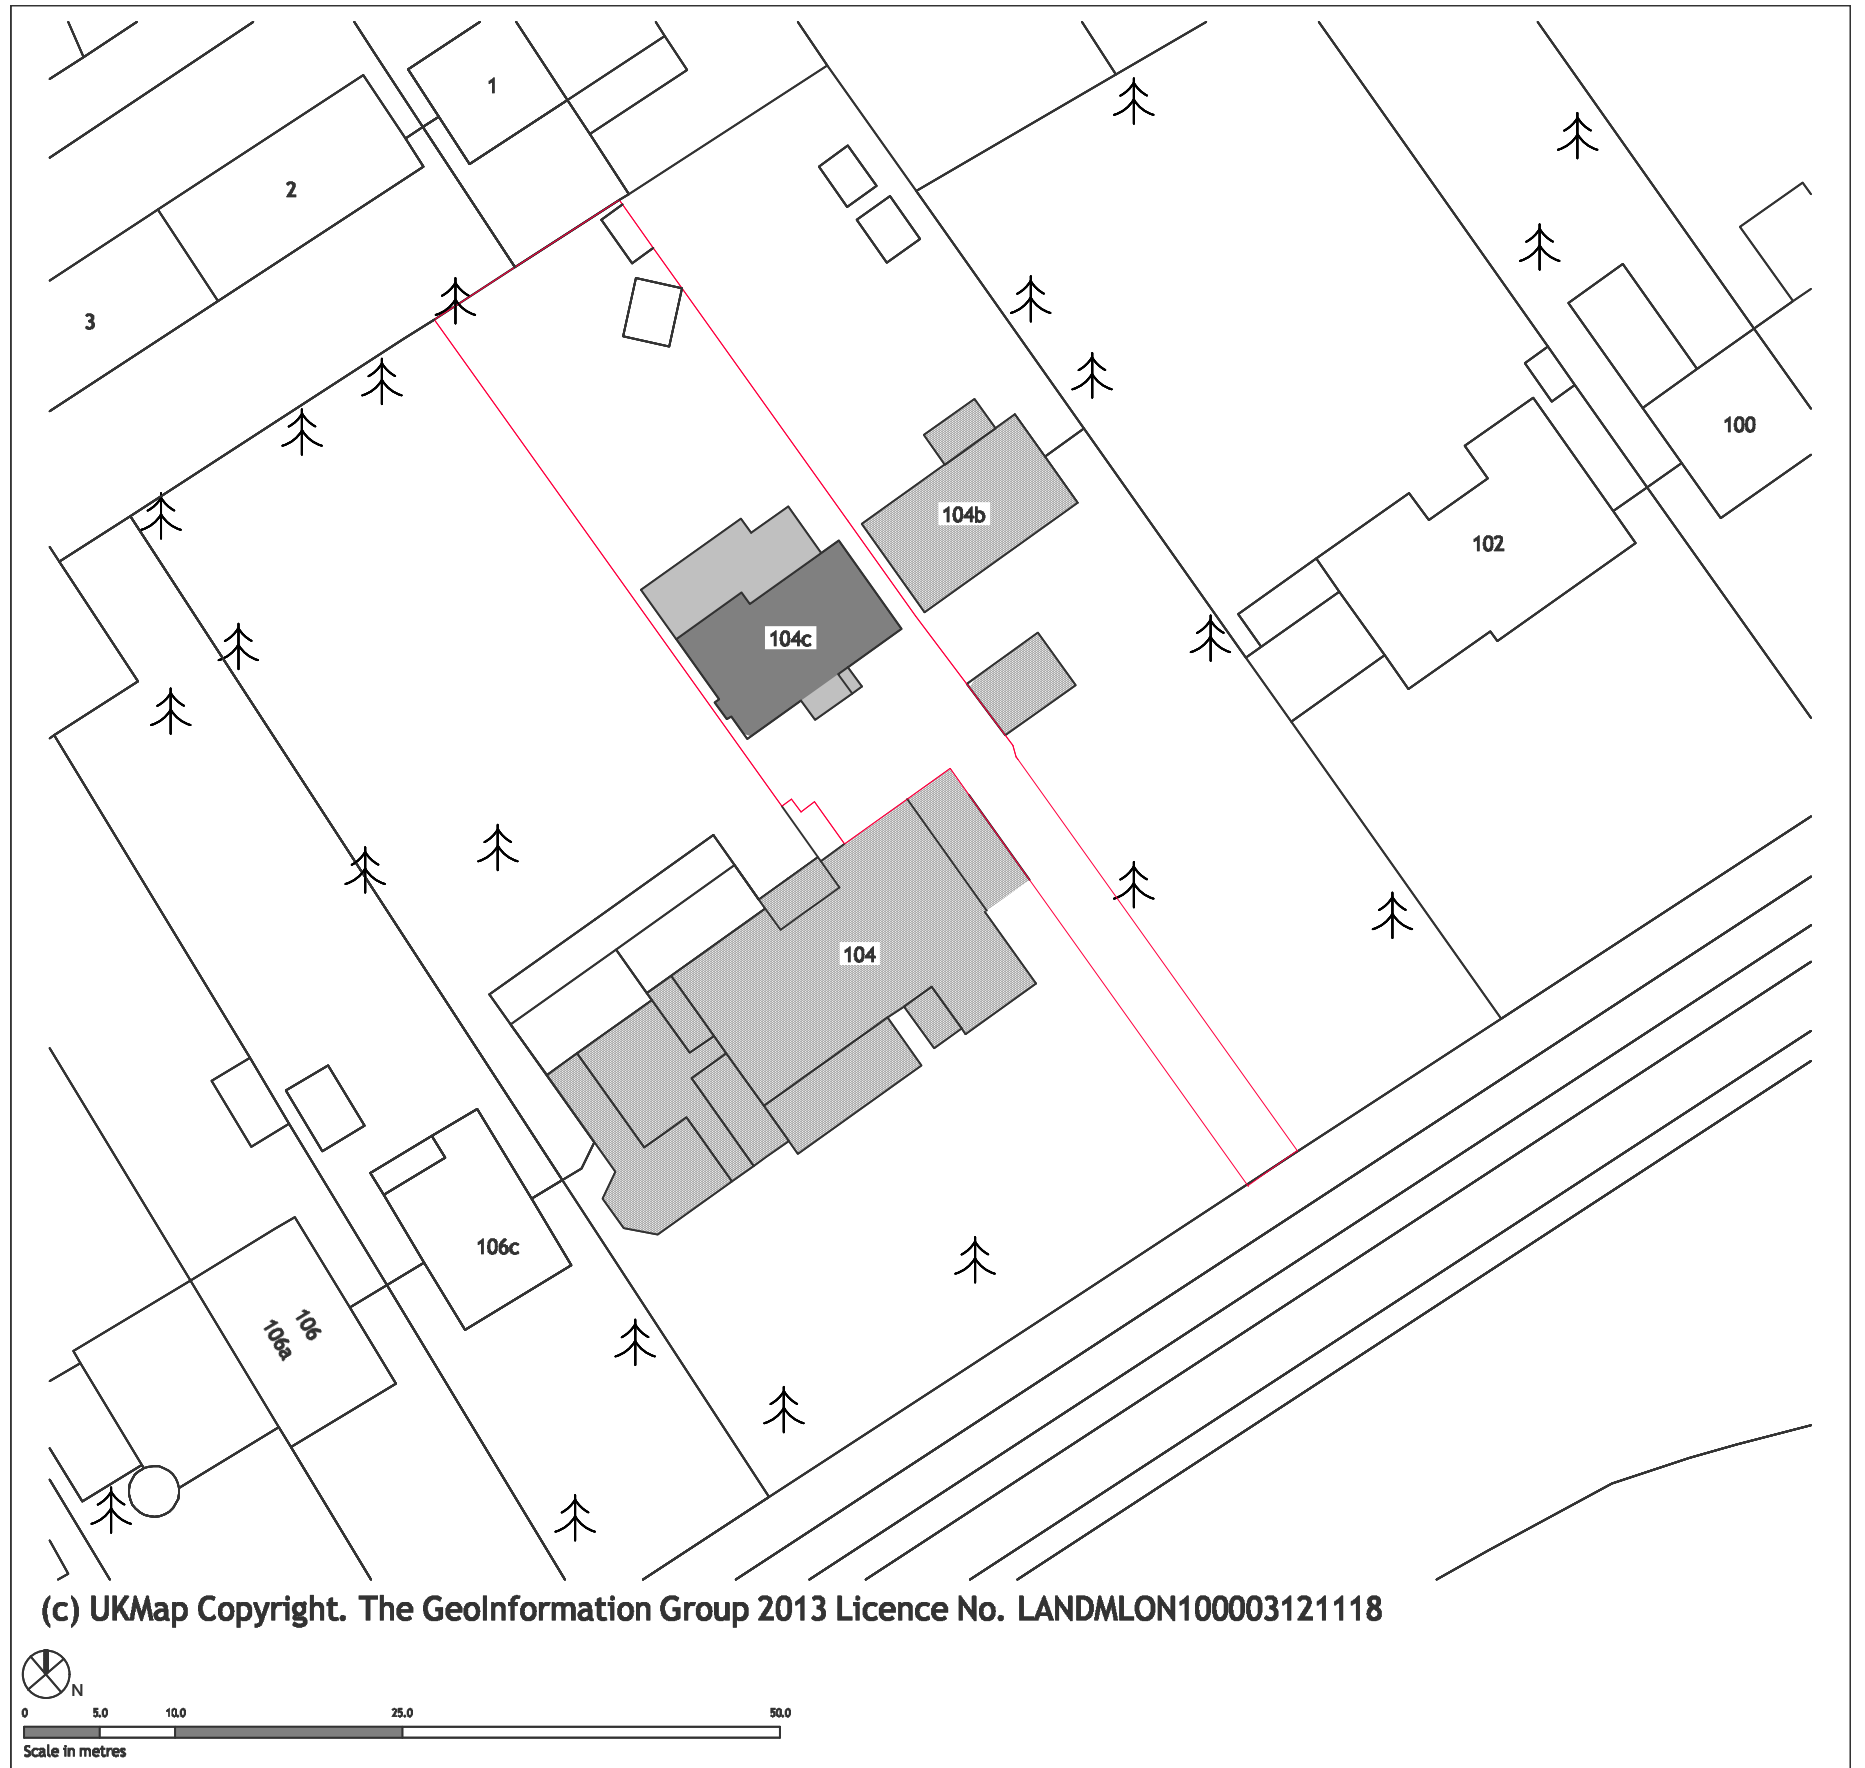 1
2
3
100
104b
102
104c
104
106c
106
106a
(c) UKMap Copyright. The GeoInformation Group 2013 Licence No. LANDMLON100003121118
N
0 5.0 10.0 25.0 50.0
Scale in metres